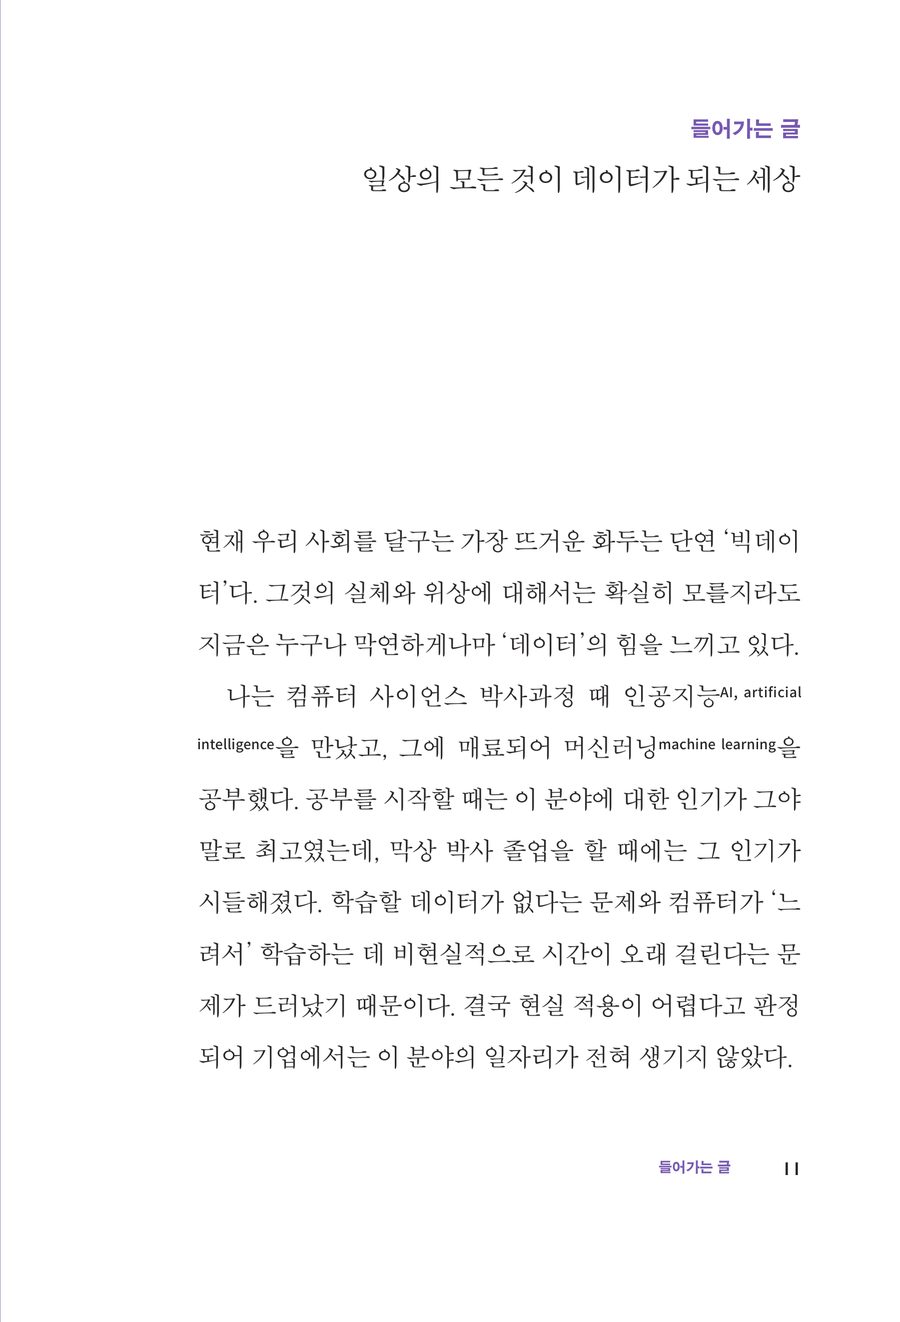 들어가는 글
일상의 모든 것이 데이터가 되는 세상
현재 우리 사회를 달구는 가장 뜨거운 화두는 단연 ‘빅데이
터’다. 그것의 실체와 위상에 대해서는 확실히 모를지라도
지금은 누구나 막연하게나마 ‘데이터’의 힘을 느끼고 있다.
나는 컴퓨터 사이언스 박사과정 때 인공지능AI, artificial
intelligence을 만났고, 그에 매료되어 머신러닝machine learning을
공부했다. 공부를 시작할 때는 이 분야에 대한 인기가 그야
말로 최고였는데, 막상 박사 졸업을 할 때에는 그 인기가
시들해졌다. 학습할 데이터가 없다는 문제와 컴퓨터가 ‘느
려서’ 학습하는 데 비현실적으로 시간이 오래 걸린다는 문
제가 드러났기 때문이다. 결국 현실 적용이 어렵다고 판정
되어 기업에서는 이 분야의 일자리가 전혀 생기지 않았다.
들어가는 글 11